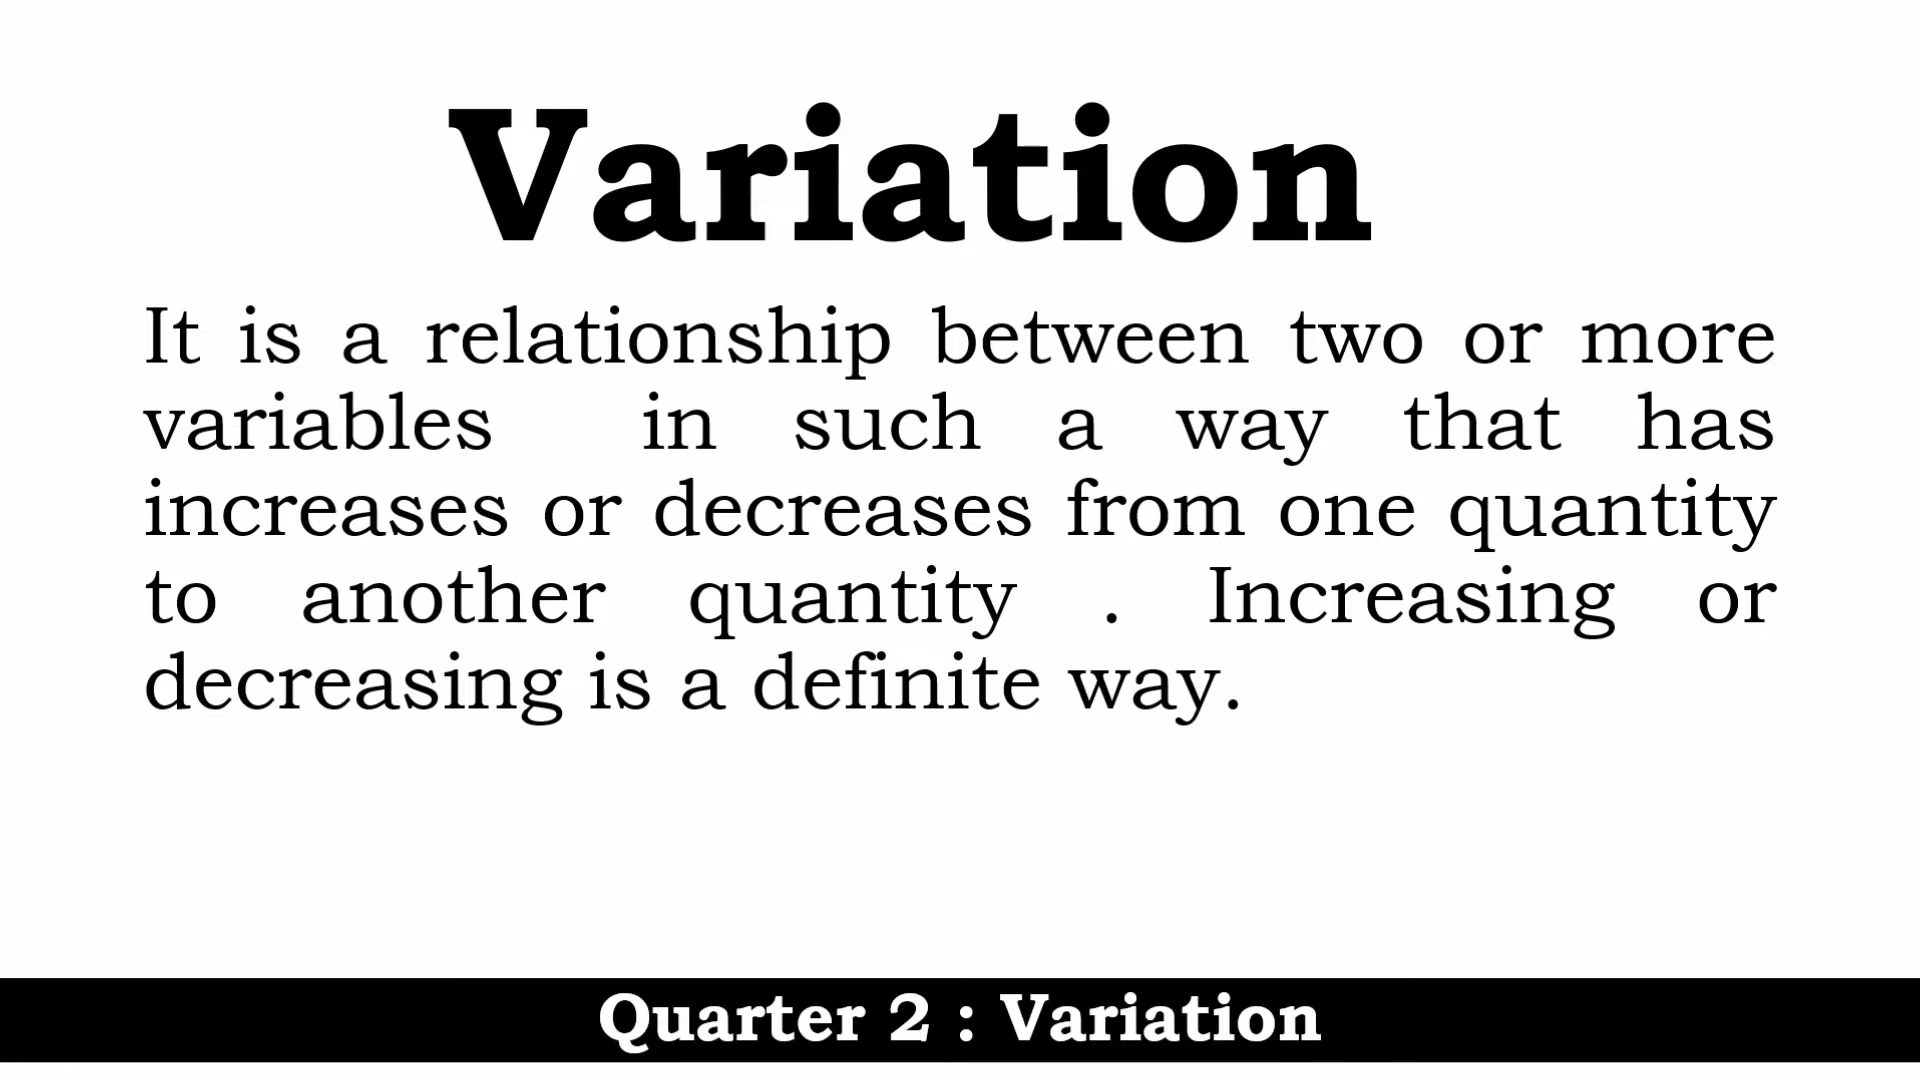 Variation
It is a relationship between two or more
variables in such a way that has
increases or decreases from one quantity
to another quantity . Increasing or
decreasing is a definite way.
Quarter 2 : Variation